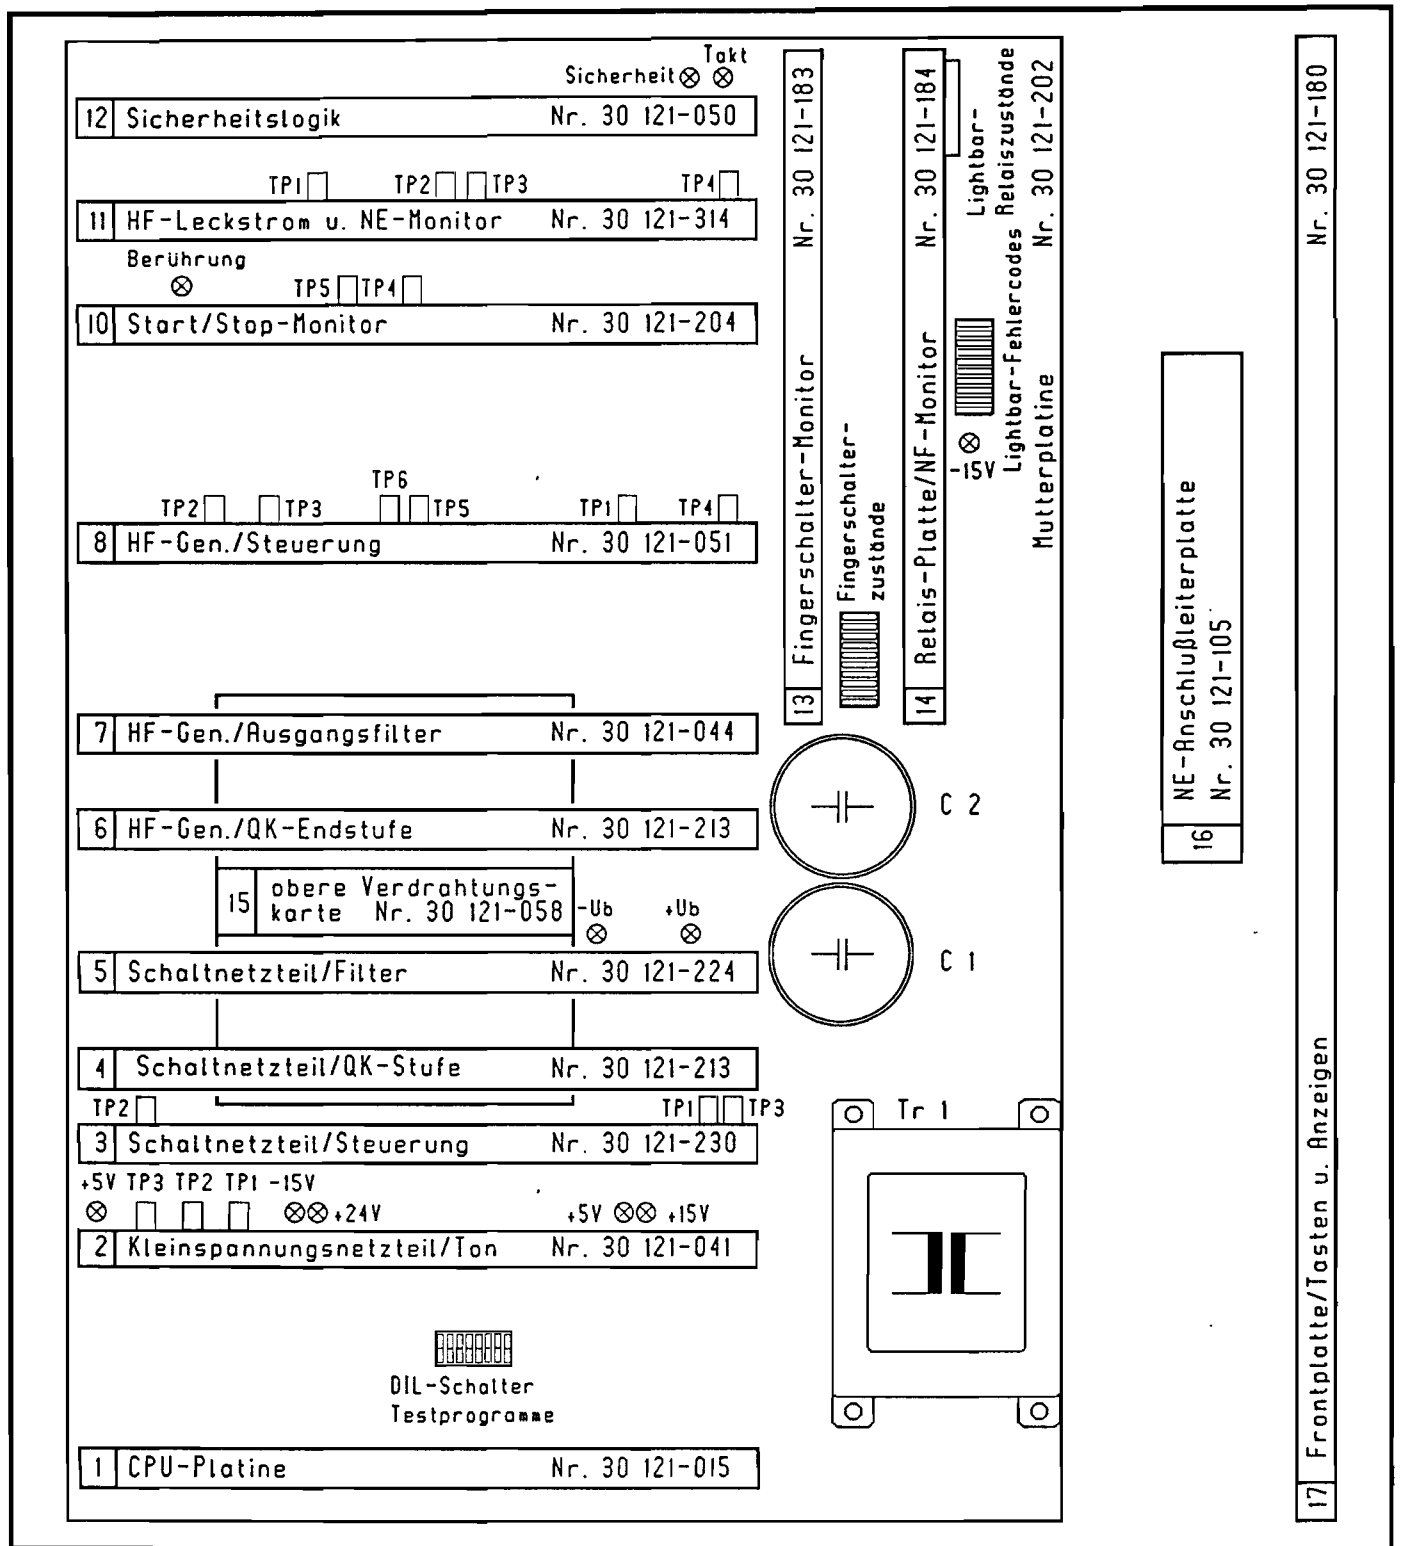 Takt
Sicherheit
12 Sicherheitslogik Nr. 30 121-050
TP1 TP2 TP3 TP4
11 HF-Leckstrom u. NE-Monitor Nr. 30 121-314
Berührung
TP5 TP4
10 Start/Stop-Monitor Nr. 30 121-204
TP6
TP2 TP3 TP5 TP1 TP4
8 HF-Gen./Steuerung Nr. 30 121-051
7 HF-Gen./Ausgangsfilter Nr. 30 121-044
6 HF-Gen./QK-Endstufe Nr. 30 121-213
15 obere Verdrahtungs-
karte Nr. 30 121-058
-Ub +Ub
5 Schaltnetzteil/Filter Nr. 30 121-224
4 Schaltnetzteil/QK-Stufe Nr. 30 121-213
TP2 TP1 TP3
3 Schaltnetzteil/Steuerung Nr. 30 121-230
+5V TP3 TP2 TP1 -15V
+24V +5V +15V
2 Kleinspannungsnetzteil/Ton Nr. 30 121-041
DIL-Schalter
Testprogramme
1 CPU-Platine Nr. 30 121-015
13 Fingerschalter-Monitor Nr. 30 121-183
Fingerschalter-
zustände
14 Relais-Platte/NF-Monitor Nr. 30 121-184
-15V
Lightbar-
Relaiszustände
Lightbar-Fehlercodes
Mutterplatine Nr. 30 121-202
C 2
C 1
Tr 1
16 NE-Anschlußleiterplatte
Nr. 30 121-105
17 Frontplatte/Tasten u. Anzeigen Nr. 30 121-180